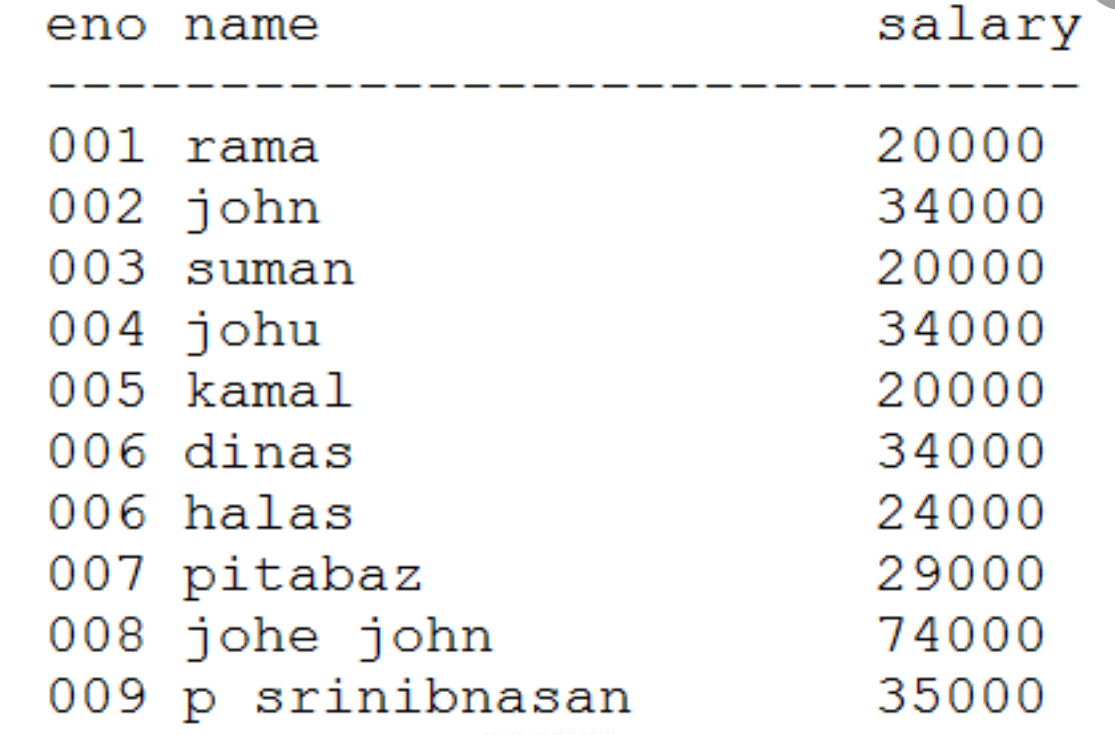 eno name salary
-------------------------------
001 rama 20000
002 john 34000
003 suman 20000
004 johu 34000
005 kamal 20000
006 dinas 34000
006 halas 24000
007 pitabaz 29000
008 johe john 74000
009 p srinibnasan 35000